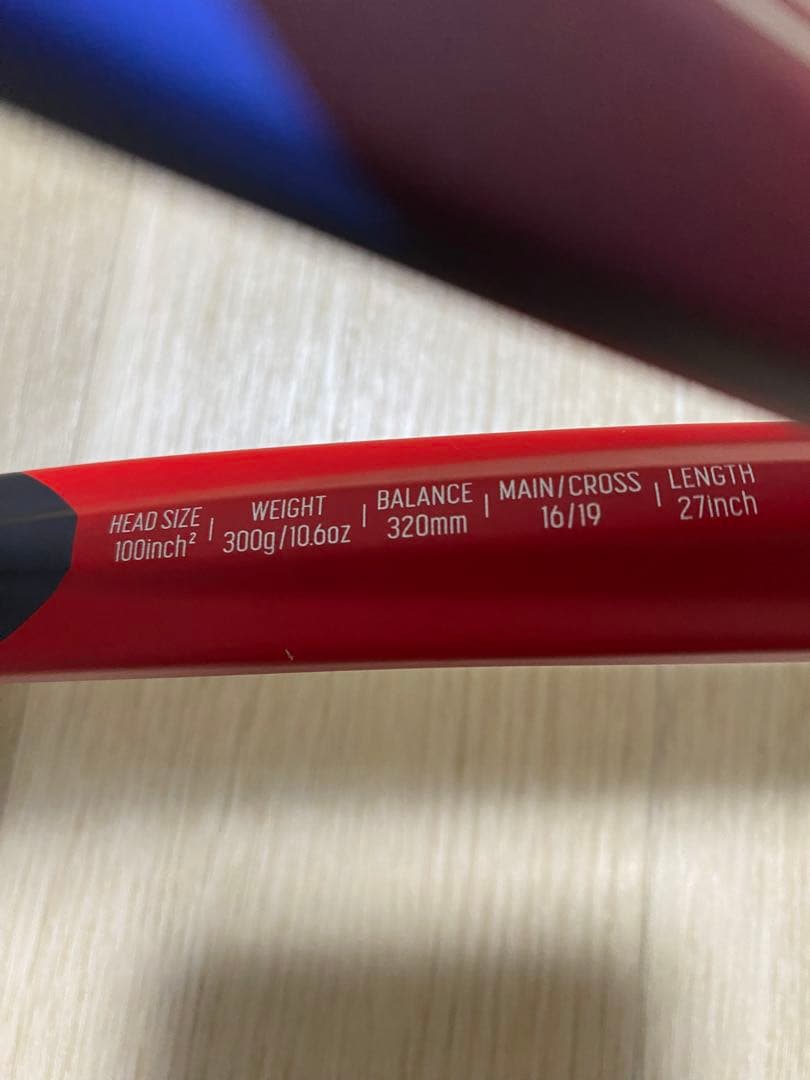 HEAD SIZE | WEIGHT | BALANCE | MAIN/CROSS | LENGTH
100inch² | 300g/10.6oz | 320mm | 16/19 | 27inch